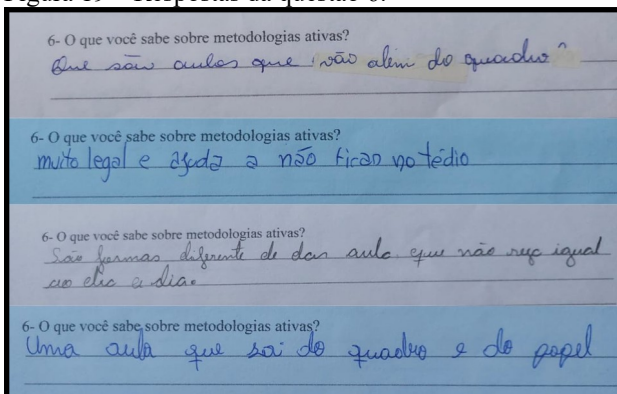 Figura 19 – Respostas da questão 6.
6- O que você sabe sobre metodologias ativas?
Que são aulas que vão além do quadro"
6- O que você sabe sobre metodologias ativas?
muito legal e ajuda a não ficar no tédio
6- O que você sabe sobre metodologias ativas?
São formas diferente de dar aula que não seje igual
ao dia a dia.
6- O que você sabe sobre metodologias ativas?
Uma aula que sai do quadro e do papel